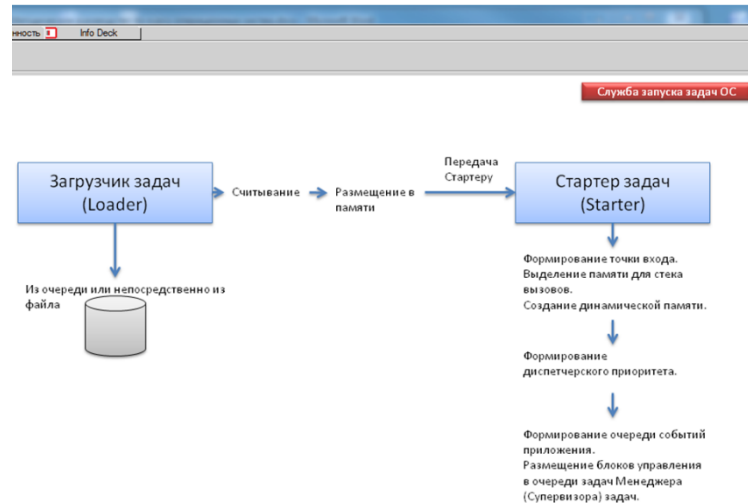 Info Deck
Служба запуска задач ОС
Загрузчик задач
(Loader)
Считывание
Размещение в
памяти
Передача
Стартеру
Стартер задач
(Starter)
Из очереди или непосредственно из
файла
Формирование точки входа.
Выделение памяти для стека
вызовов.
Создание динамической памяти.
Формирование
диспетчерского приоритета.
Формирование очереди событий
приложения.
Размещение блоков управления
в очереди задач Менеджера
(Супервизора) задач.